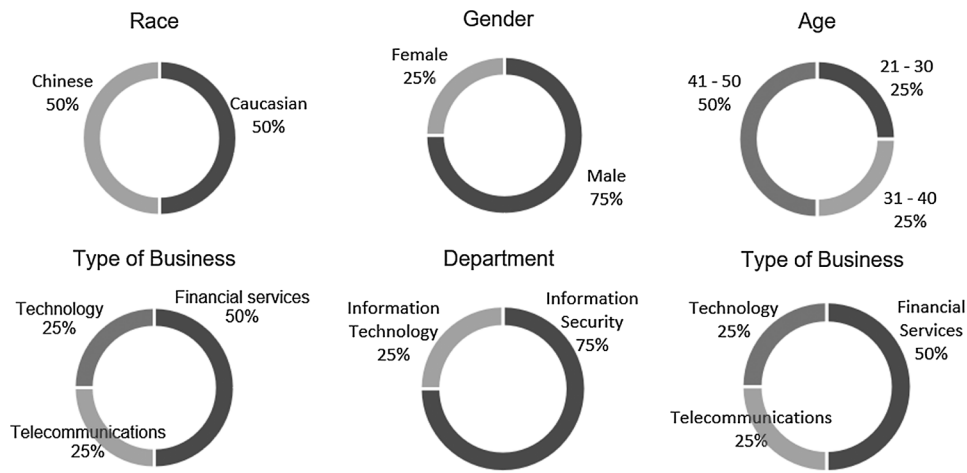 Race
Chinese
50%
Caucasian
50%
Gender
Female
25%
Male
75%
Age
41 - 50
50%
21 - 30
25%
31 - 40
25%
Type of Business
Technology
25%
Financial services
50%
Telecommunications
25%
Department
Information
Technology
25%
Information
Security
75%
Type of Business
Technology
25%
Financial
Services
50%
Telecommunications
25%